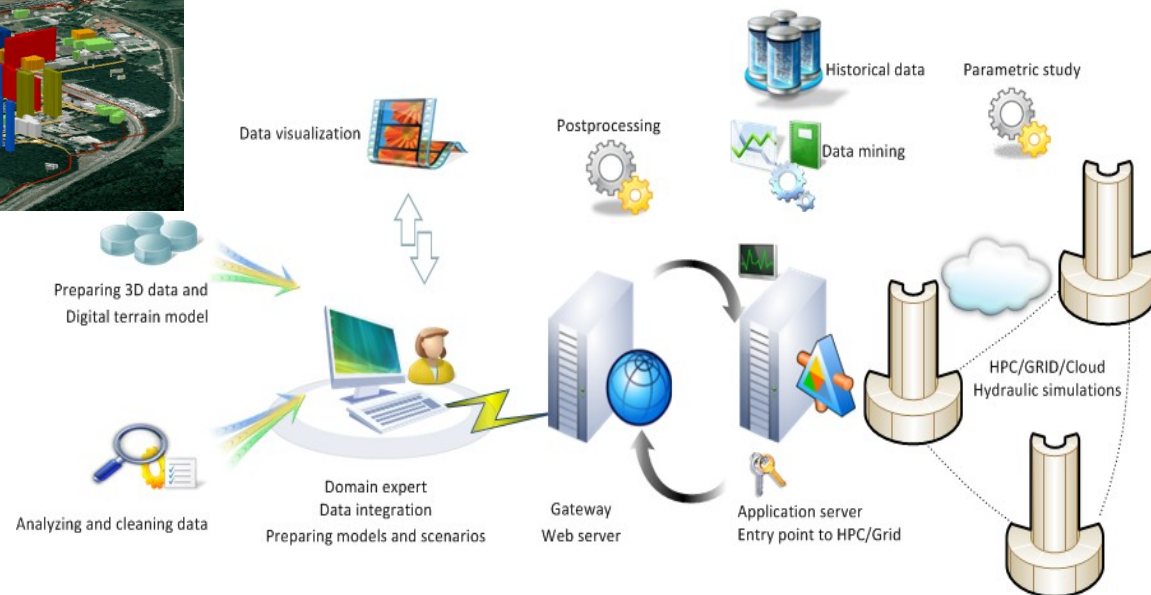 Historical data
Parametric study
Data visualization
Postprocessing
Data mining
Preparing 3D data and
Digital terrain model
HPC/GRID/Cloud
Hydraulic simulations
Domain expert
Data integration
Preparing models and scenarios
Gateway
Web server
Application server
Entry point to HPC/Grid
Analyzing and cleaning data